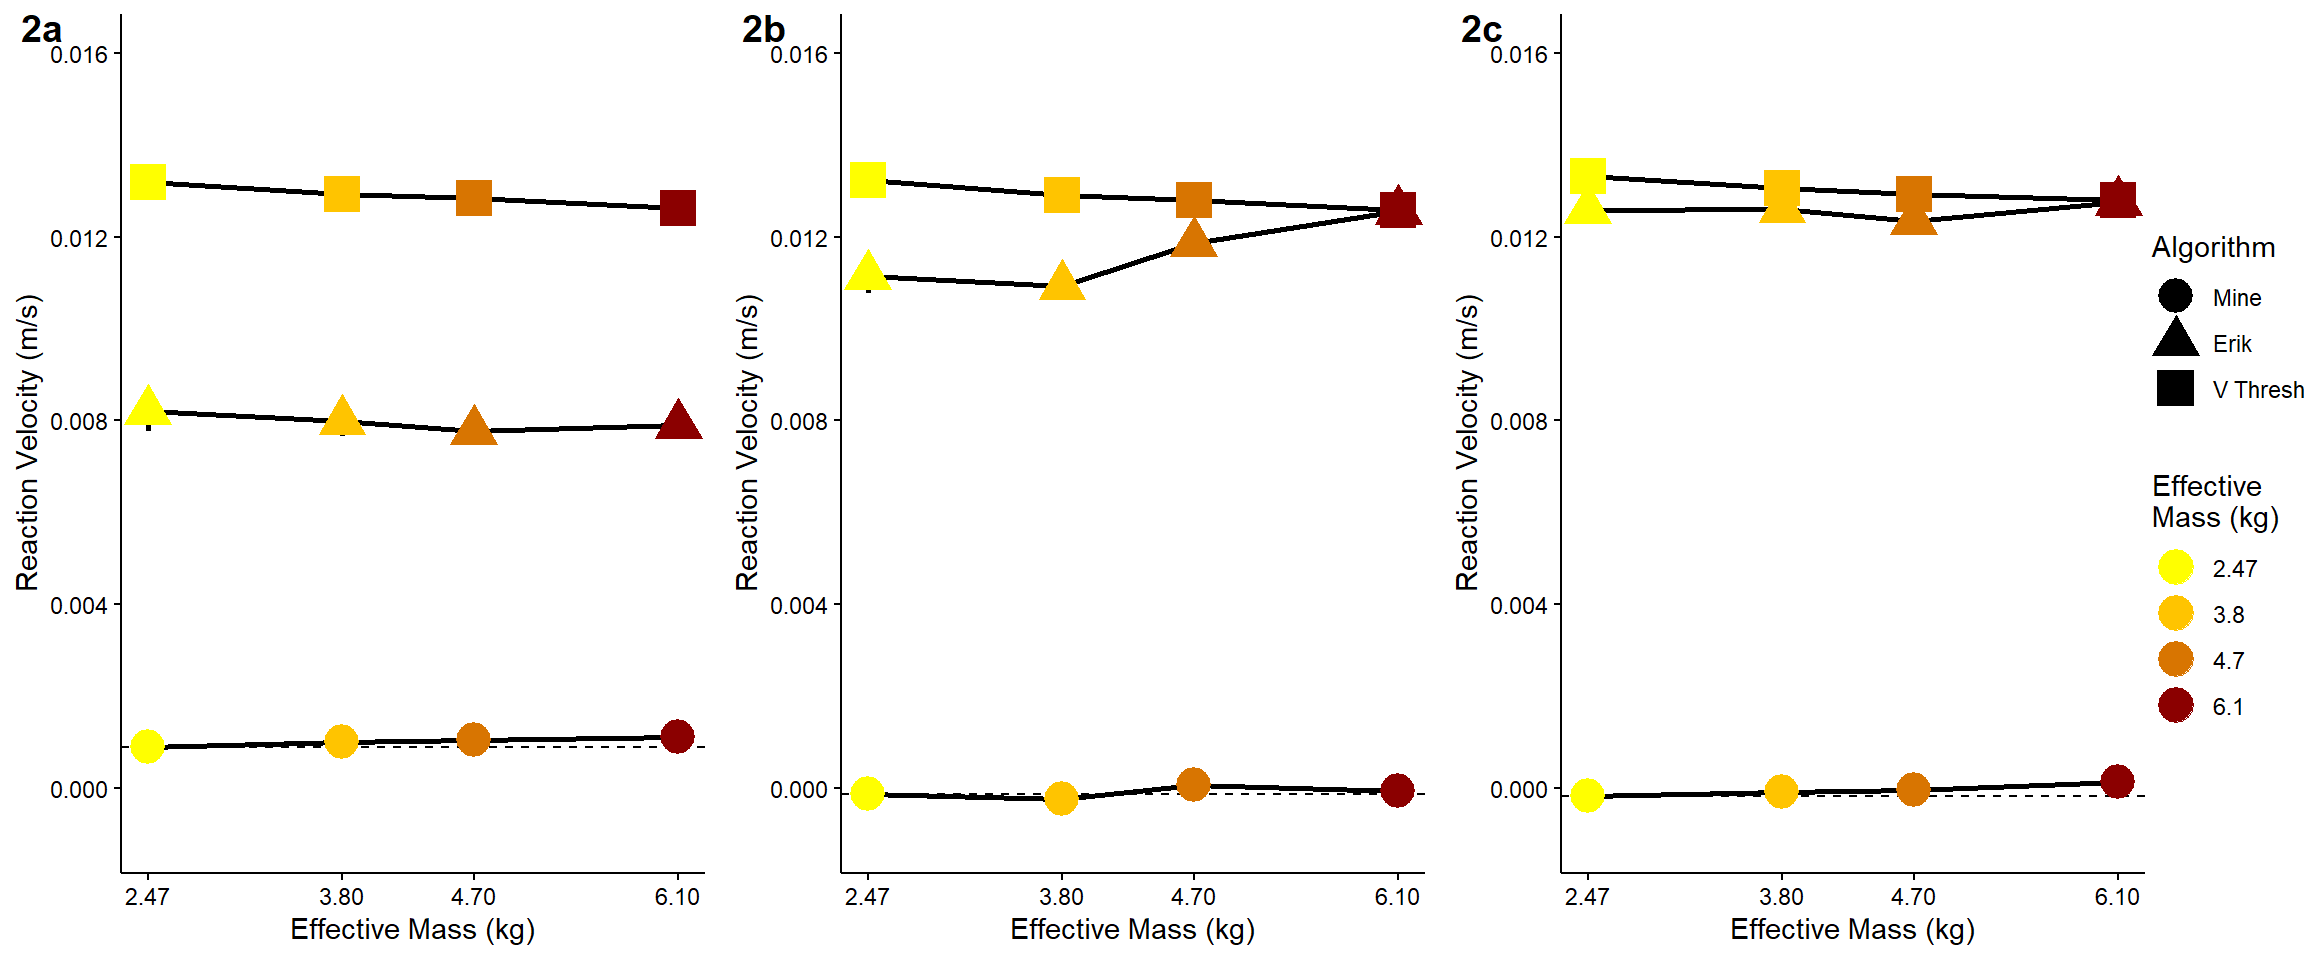 2a
0.016
0.012
0.008
0.004
0.000
Reaction Velocity (m/s)
2.47 3.80 4.70 6.10
Effective Mass (kg)
2b
0.016
0.012
0.008
0.004
0.000
Reaction Velocity (m/s)
2.47 3.80 4.70 6.10
Effective Mass (kg)
2c
0.016
0.012
0.008
0.004
0.000
Reaction Velocity (m/s)
2.47 3.80 4.70 6.10
Effective Mass (kg)
Algorithm
Mine
Erik
V Thresh
Effective
Mass (kg)
2.47
3.8
4.7
6.1